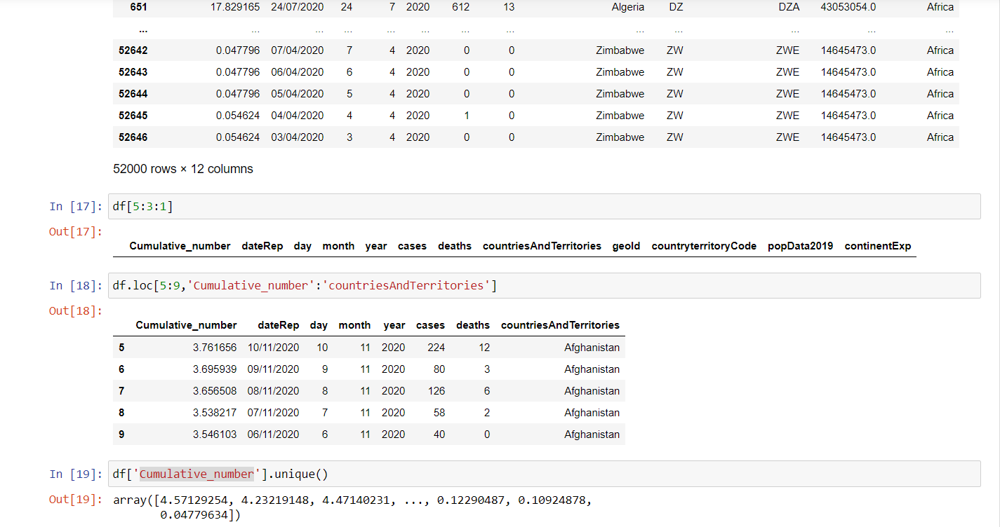 651 17.829165 24/07/2020 24 7 2020 612 13 Algeria DZ DZA 43053054.0 Africa
... ... ... ... ... ... ... ... ... ... ... ... ...
52642 0.047796 07/04/2020 7 4 2020 0 0 Zimbabwe ZW ZWE 14645473.0 Africa
52643 0.047796 06/04/2020 6 4 2020 0 0 Zimbabwe ZW ZWE 14645473.0 Africa
52644 0.047796 05/04/2020 5 4 2020 0 0 Zimbabwe ZW ZWE 14645473.0 Africa
52645 0.054624 04/04/2020 4 4 2020 1 0 Zimbabwe ZW ZWE 14645473.0 Africa
52646 0.054624 03/04/2020 3 4 2020 0 0 Zimbabwe ZW ZWE 14645473.0 Africa
52000 rows × 12 columns
In [17]: df[5:3:1]
Out[17]:
Cumulative_number dateRep day month year cases deaths countriesAndTerritories geoId countryterritoryCode popData2019 continentExp
In [18]: df.loc[5:9,'Cumulative_number':'countriesAndTerritories']
Out[18]:
Cumulative_number dateRep day month year cases deaths countriesAndTerritories
5 3.761656 10/11/2020 10 11 2020 224 12 Afghanistan
6 3.695939 09/11/2020 9 11 2020 80 3 Afghanistan
7 3.656508 08/11/2020 8 11 2020 126 6 Afghanistan
8 3.538217 07/11/2020 7 11 2020 58 2 Afghanistan
9 3.546103 06/11/2020 6 11 2020 40 0 Afghanistan
In [19]: df['Cumulative_number'].unique()
Out[19]: array([4.57129254, 4.23219148, 4.47140231, ..., 0.12290487, 0.10924878,
0.04779634])